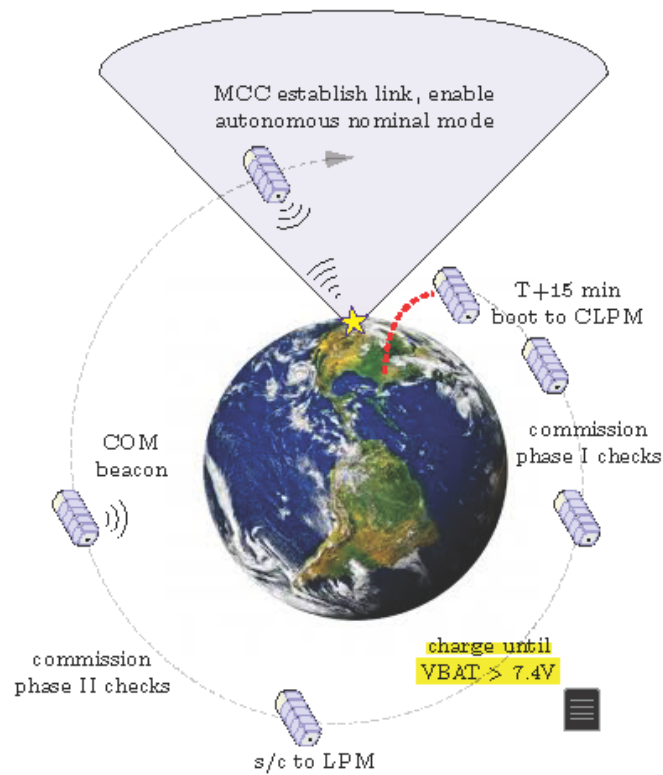 MCC establish link, enable
autonomous nominal mode
T+15 min
boot to CLPM
commission
phase I checks
COM
beacon
charge until
VBAT > 7.4V
commission
phase II checks
s/c to LPM